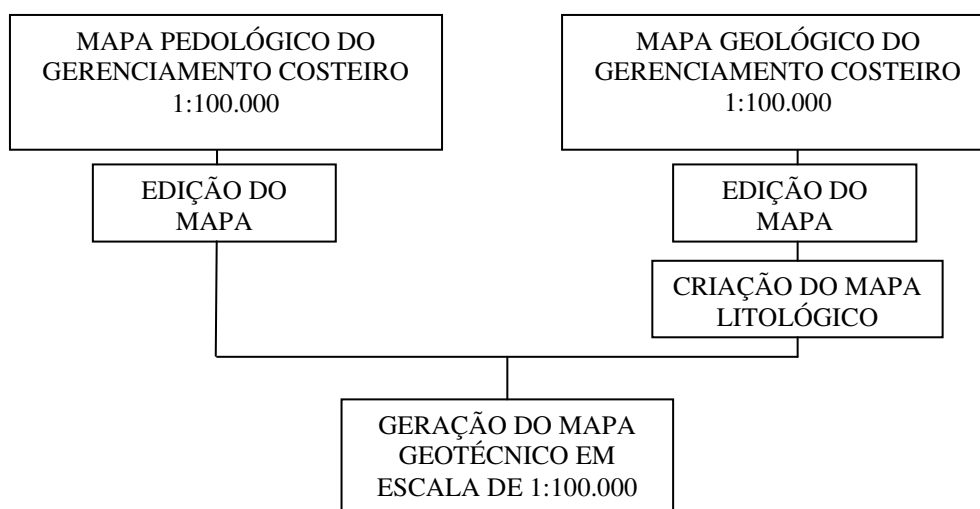 MAPA PEDOLÓGICO DO
GERENCIAMENTO COSTEIRO
1:100.000
MAPA GEOLÓGICO DO
GERENCIAMENTO COSTEIRO
1:100.000
EDIÇÃO DO
MAPA
EDIÇÃO DO
MAPA
CRIAÇÃO DO MAPA
LITOLÓGICO
GERAÇÃO DO MAPA
GEOTÉCNICO EM
ESCALA DE 1:100.000